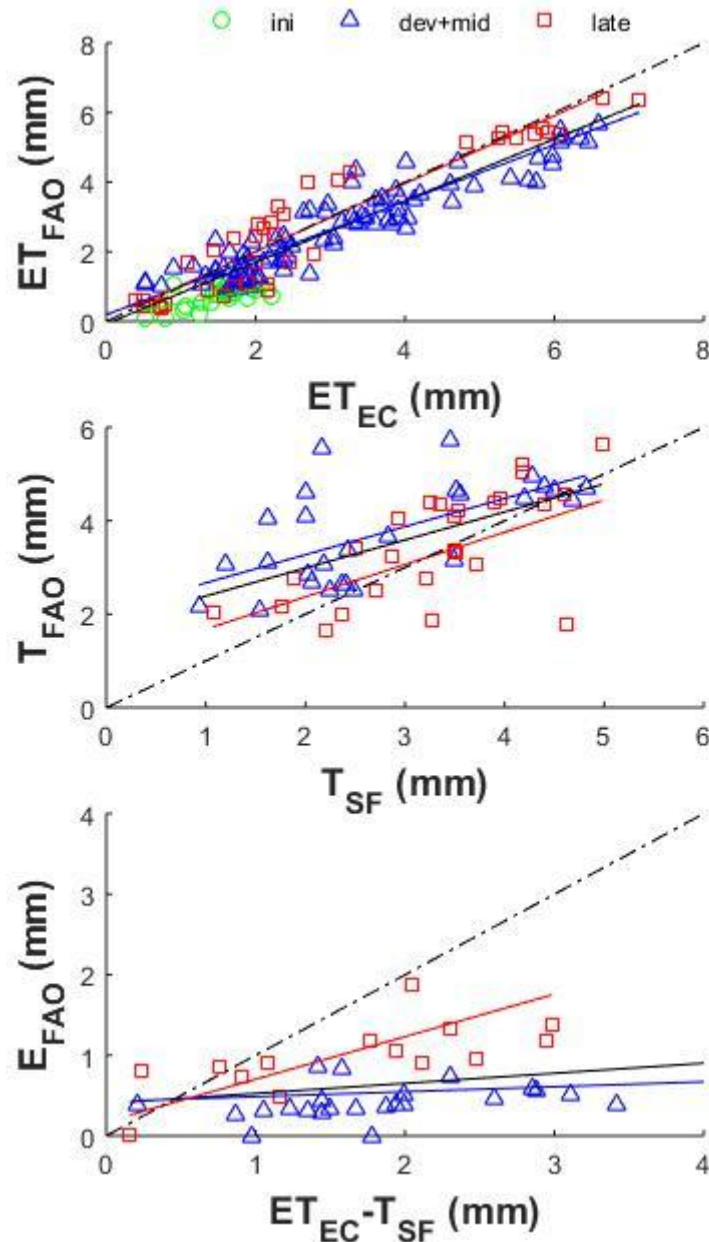 ini dev+mid late
8
6
4
2
0
0 2 4 6 8
ET_FAO (mm)
ET_EC (mm)
6
4
2
0
0 1 2 3 4 5 6
T_FAO (mm)
T_SF (mm)
4
3
2
1
0
0 1 2 3 4
E_FAO (mm)
ET_EC-T_SF (mm)